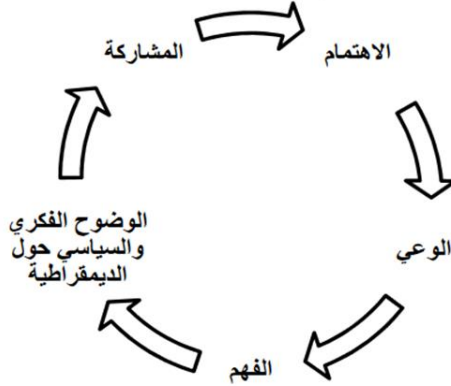 المشاركة
الاهتمام
الوعي
الفهم
الوضوح الفكري
والسياسي حول
الديمقراطية